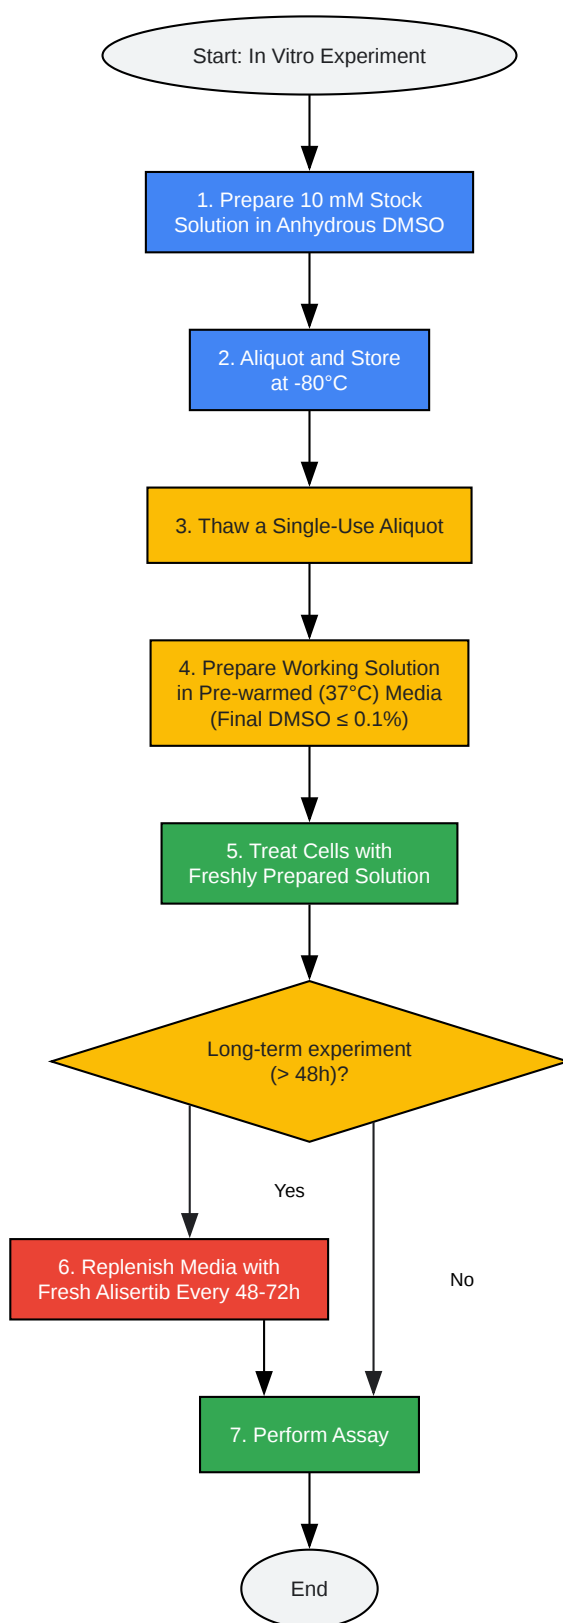 Start: In Vitro Experiment
1. Prepare 10 mM Stock
Solution in Anhydrous DMSO
2. Aliquot and Store
at -80°C
3. Thaw a Single-Use Aliquot
4. Prepare Working Solution
in Pre-warmed (37°C) Media
(Final DMSO ≤ 0.1%)
5. Treat Cells with
Freshly Prepared Solution
Long-term experiment
(> 48h)?
Yes
6. Replenish Media with
Fresh Alisertib Every 48-72h
No
7. Perform Assay
End